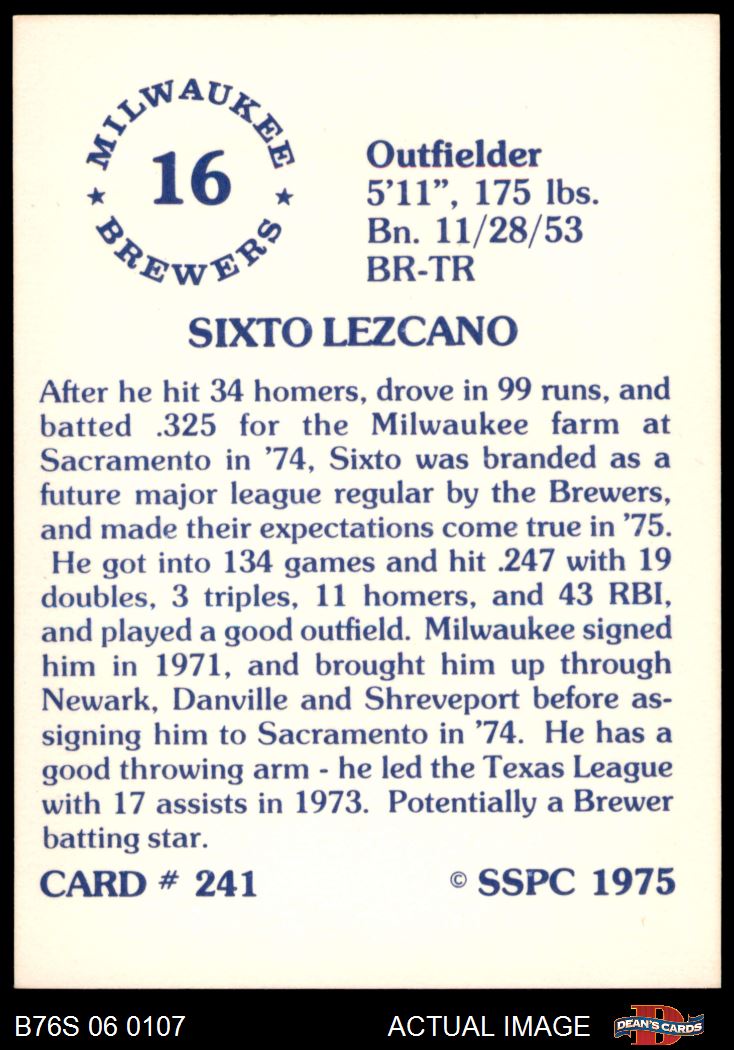 MILWAUKEE
16
BREWERS
Outfielder
5'11", 175 lbs.
Bn. 11/28/53
BR-TR
SIXTO LEZCANO
After he hit 34 homers, drove in 99 runs, and
batted .325 for the Milwaukee farm at
Sacramento in '74, Sixto was branded as a
future major league regular by the Brewers,
and made their expectations come true in '75.
He got into 134 games and hit .247 with 19
doubles, 3 triples, 11 homers, and 43 RBI,
and played a good outfield. Milwaukee signed
him in 1971, and brought him up through
Newark, Danville and Shreveport before as-
signing him to Sacramento in '74. He has a
good throwing arm - he led the Texas League
with 17 assists in 1973. Potentially a Brewer
batting star.
CARD # 241 © SSPC 1975
B76S 06 0107 ACTUAL IMAGE DEAN'S CARDS